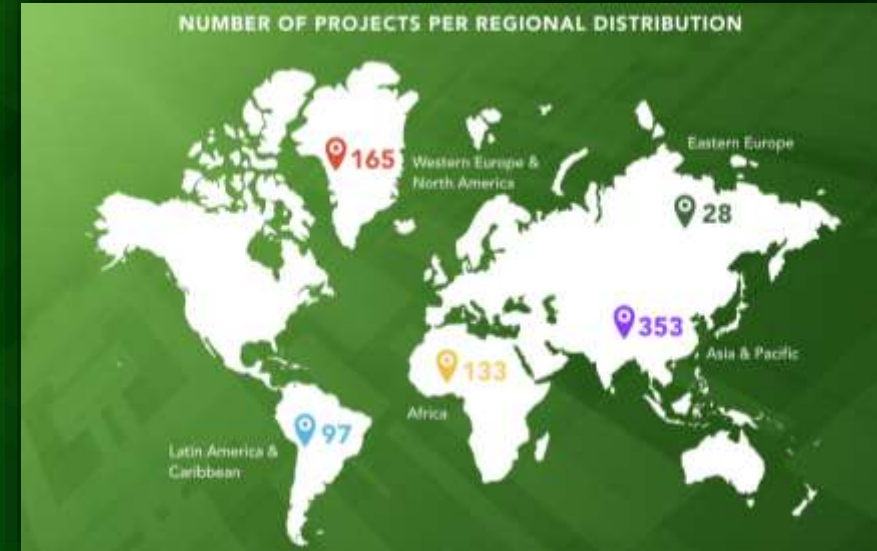 NUMBER OF PROJECTS PER REGIONAL DISTRIBUTION
Eastern Europe
165
Western Europe &
North America
28
353
Asia & Pacific
133
Africa
97
Latin America &
Caribbean